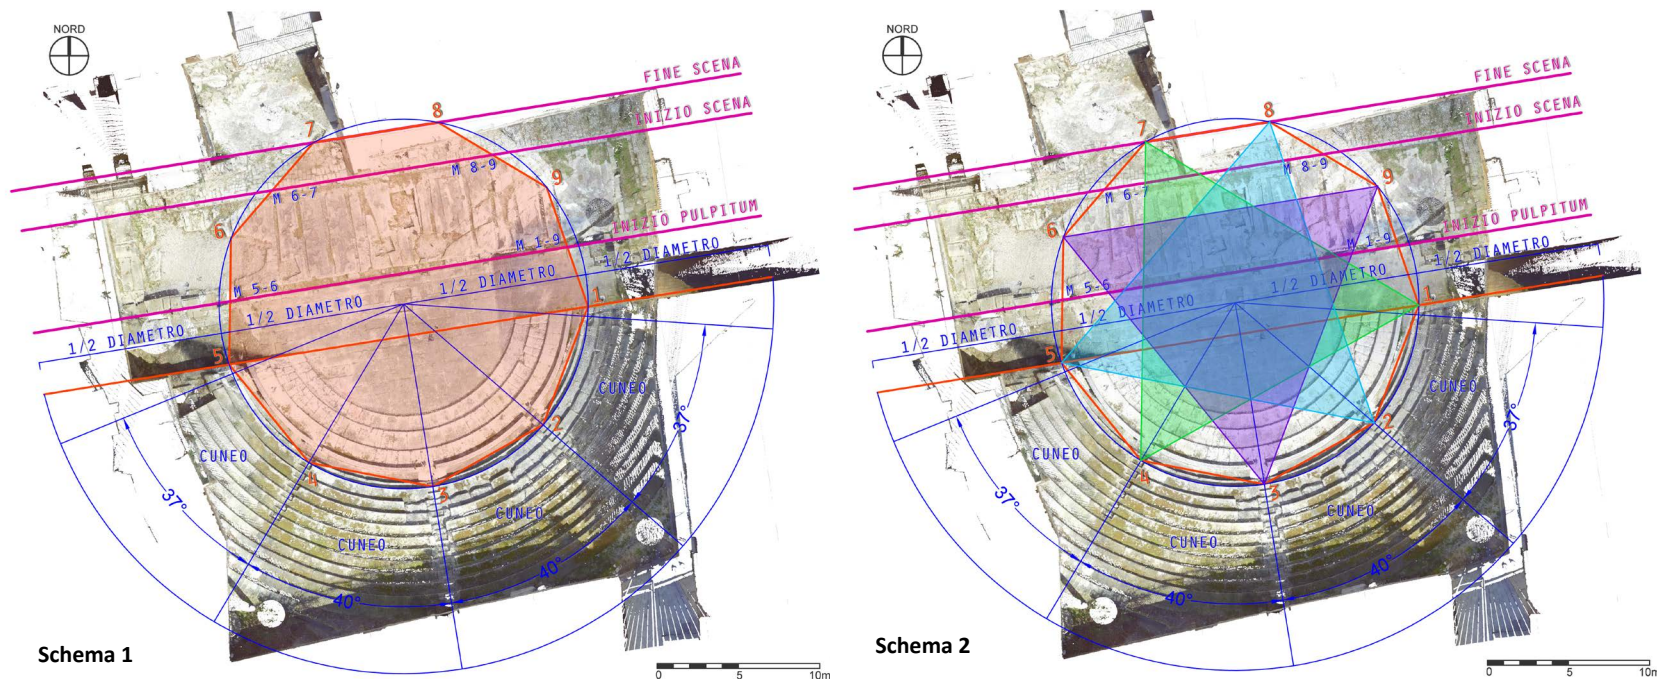 NORD
FINE SCENA
8
INIZIO SCENA
7
M 8-9
9
M 6-7
INIZIO PULPITUM
6
M 1-9
1/2 DIAMETRO
1/2 DIAMETRO
M 5-6
1
1/2 DIAMETRO
1/2 DIAMETRO
5
CUNEO
2
37°
CUNEO
4
3
37°
CUNEO
CUNEO
40°
40°
Schema 1
0 5 10m
NORD
FINE SCENA
8
INIZIO SCENA
7
M 8-9
9
M 6-7
INIZIO PULPITUM
6
M 1-9
1/2 DIAMETRO
1/2 DIAMETRO
M 5-6
1
1/2 DIAMETRO
1/2 DIAMETRO
5
CUNEO
2
37°
CUNEO
4
3
37°
CUNEO
CUNEO
40°
40°
Schema 2
0 5 10m